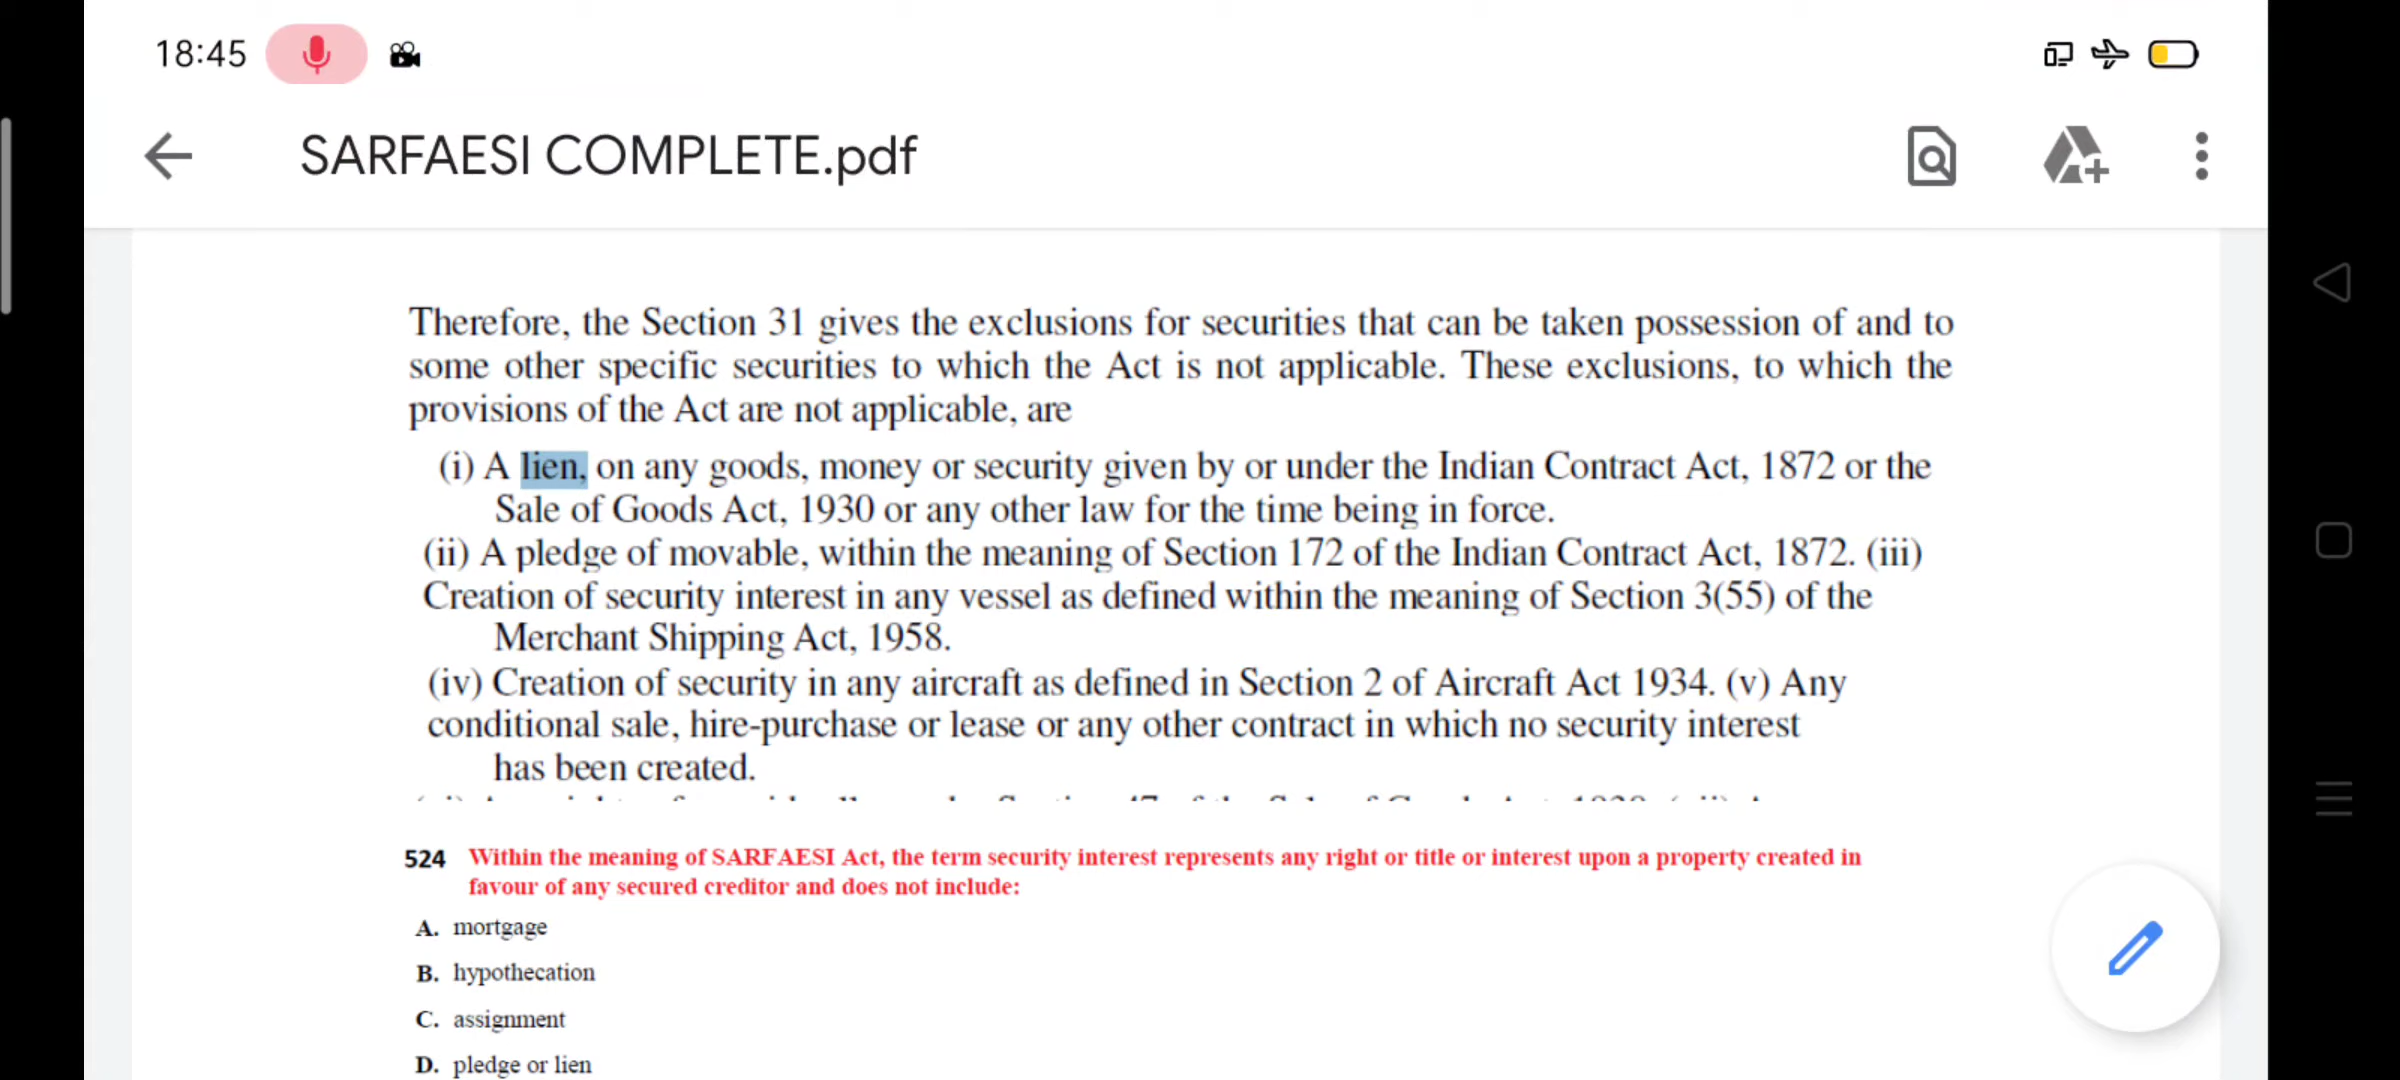 18:45
SARFAESI COMPLETE.pdf
Therefore, the Section 31 gives the exclusions for securities that can be taken possession of and to
some other specific securities to which the Act is not applicable. These exclusions, to which the
provisions of the Act are not applicable, are
(i) A lien, on any goods, money or security given by or under the Indian Contract Act, 1872 or the
Sale of Goods Act, 1930 or any other law for the time being in force.
(ii) A pledge of movable, within the meaning of Section 172 of the Indian Contract Act, 1872. (iii)
Creation of security interest in any vessel as defined within the meaning of Section 3(55) of the
Merchant Shipping Act, 1958.
(iv) Creation of security in any aircraft as defined in Section 2 of Aircraft Act 1934. (v) Any
conditional sale, hire-purchase or lease or any other contract in which no security interest
has been created.
524 Within the meaning of SARFAESI Act, the term security interest represents any right or title or interest upon a property created in
favour of any secured creditor and does not include:
A. mortgage
B. hypothecation
C. assignment
D. pledge or lien